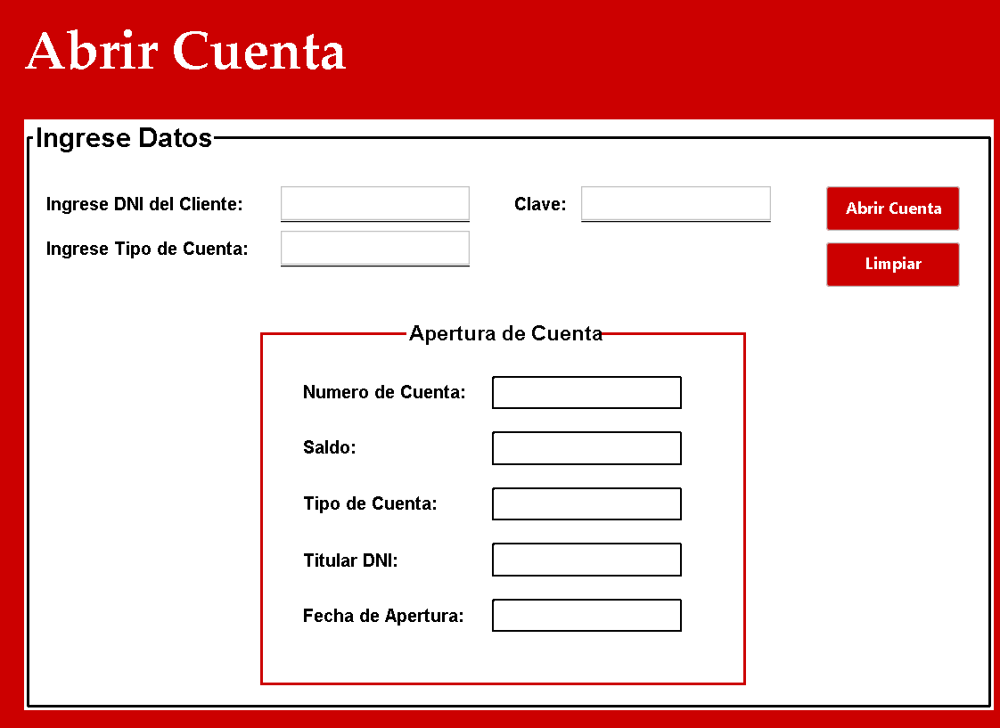 Abrir Cuenta
Ingrese Datos
Ingrese DNI del Cliente:
Clave:
Abrir Cuenta
Ingrese Tipo de Cuenta:
Limpiar
Apertura de Cuenta
Numero de Cuenta:
Saldo:
Tipo de Cuenta:
Titular DNI:
Fecha de Apertura: